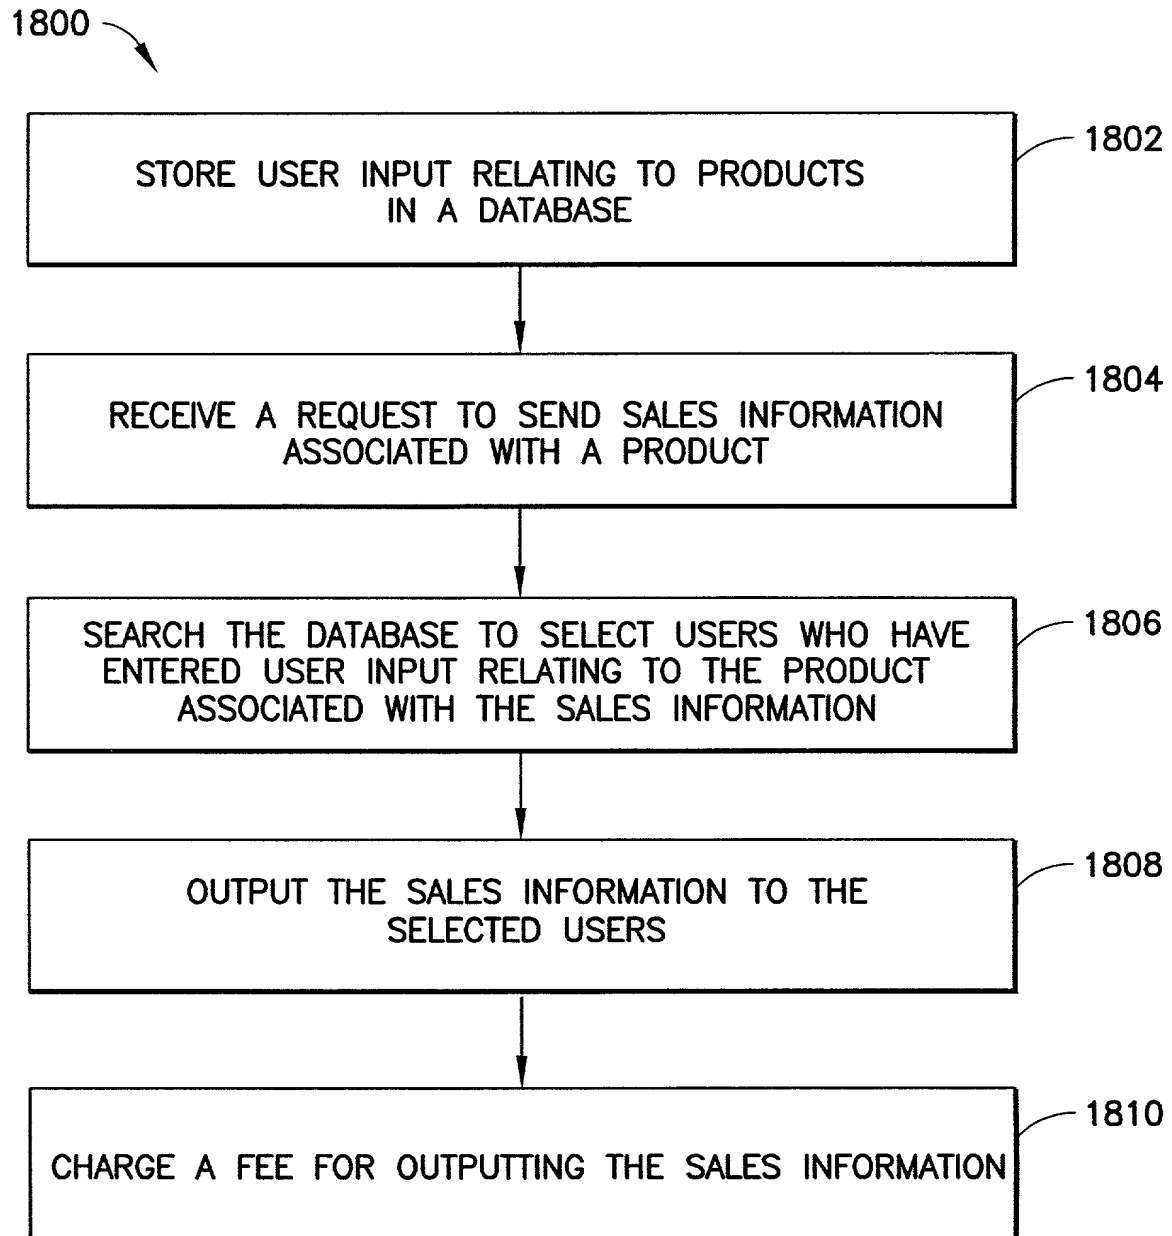 1800
1802
STORE USER INPUT RELATING TO PRODUCTS
IN A DATABASE
1804
RECEIVE A REQUEST TO SEND SALES INFORMATION
ASSOCIATED WITH A PRODUCT
1806
SEARCH THE DATABASE TO SELECT USERS WHO HAVE
ENTERED USER INPUT RELATING TO THE PRODUCT
ASSOCIATED WITH THE SALES INFORMATION
1808
OUTPUT THE SALES INFORMATION TO THE
SELECTED USERS
1810
CHARGE A FEE FOR OUTPUTTING THE SALES INFORMATION